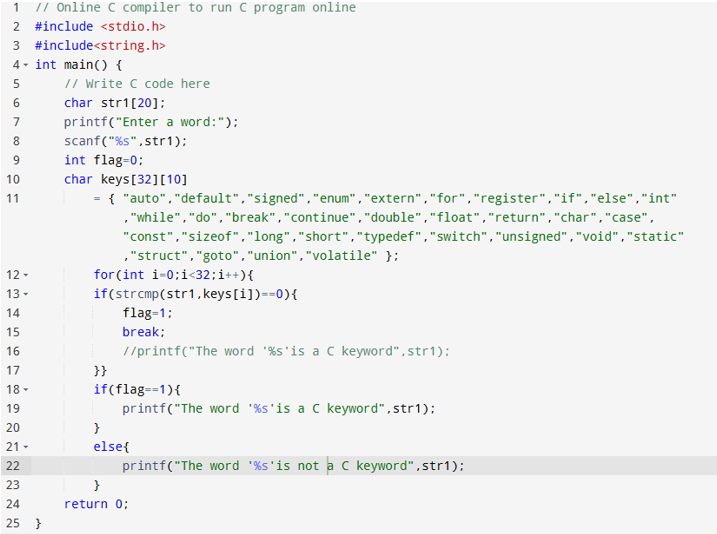 1 // Online C compiler to run C program online
2 #include <stdio.h>
3 #include<string.h>
4 int main() {
5 // Write C code here
6 char str1[20];
7 printf("Enter a word:");
8 scanf("%s",str1);
9 int flag=0;
10 char keys[32][10]
11 = { "auto","default","signed","enum","extern","for","register","if","else","int"
,"while","do","break","continue","double","float","return","char","case",
"const","sizeof","long","short","typedef","switch","unsigned","void","static"
,"struct","goto","union","volatile" };
12 for(int i=0;i<32;i++){
13 if(strcmp(str1,keys[i])==0){
14 flag=1;
15 break;
16 //printf("The word '%s'is a C keyword",str1);
17 }}
18 if(flag==1){
19 printf("The word '%s'is a C keyword",str1);
20 }
21 else{
22 printf("The word '%s'is not a C keyword",str1);
23 }
24 return 0;
25 }